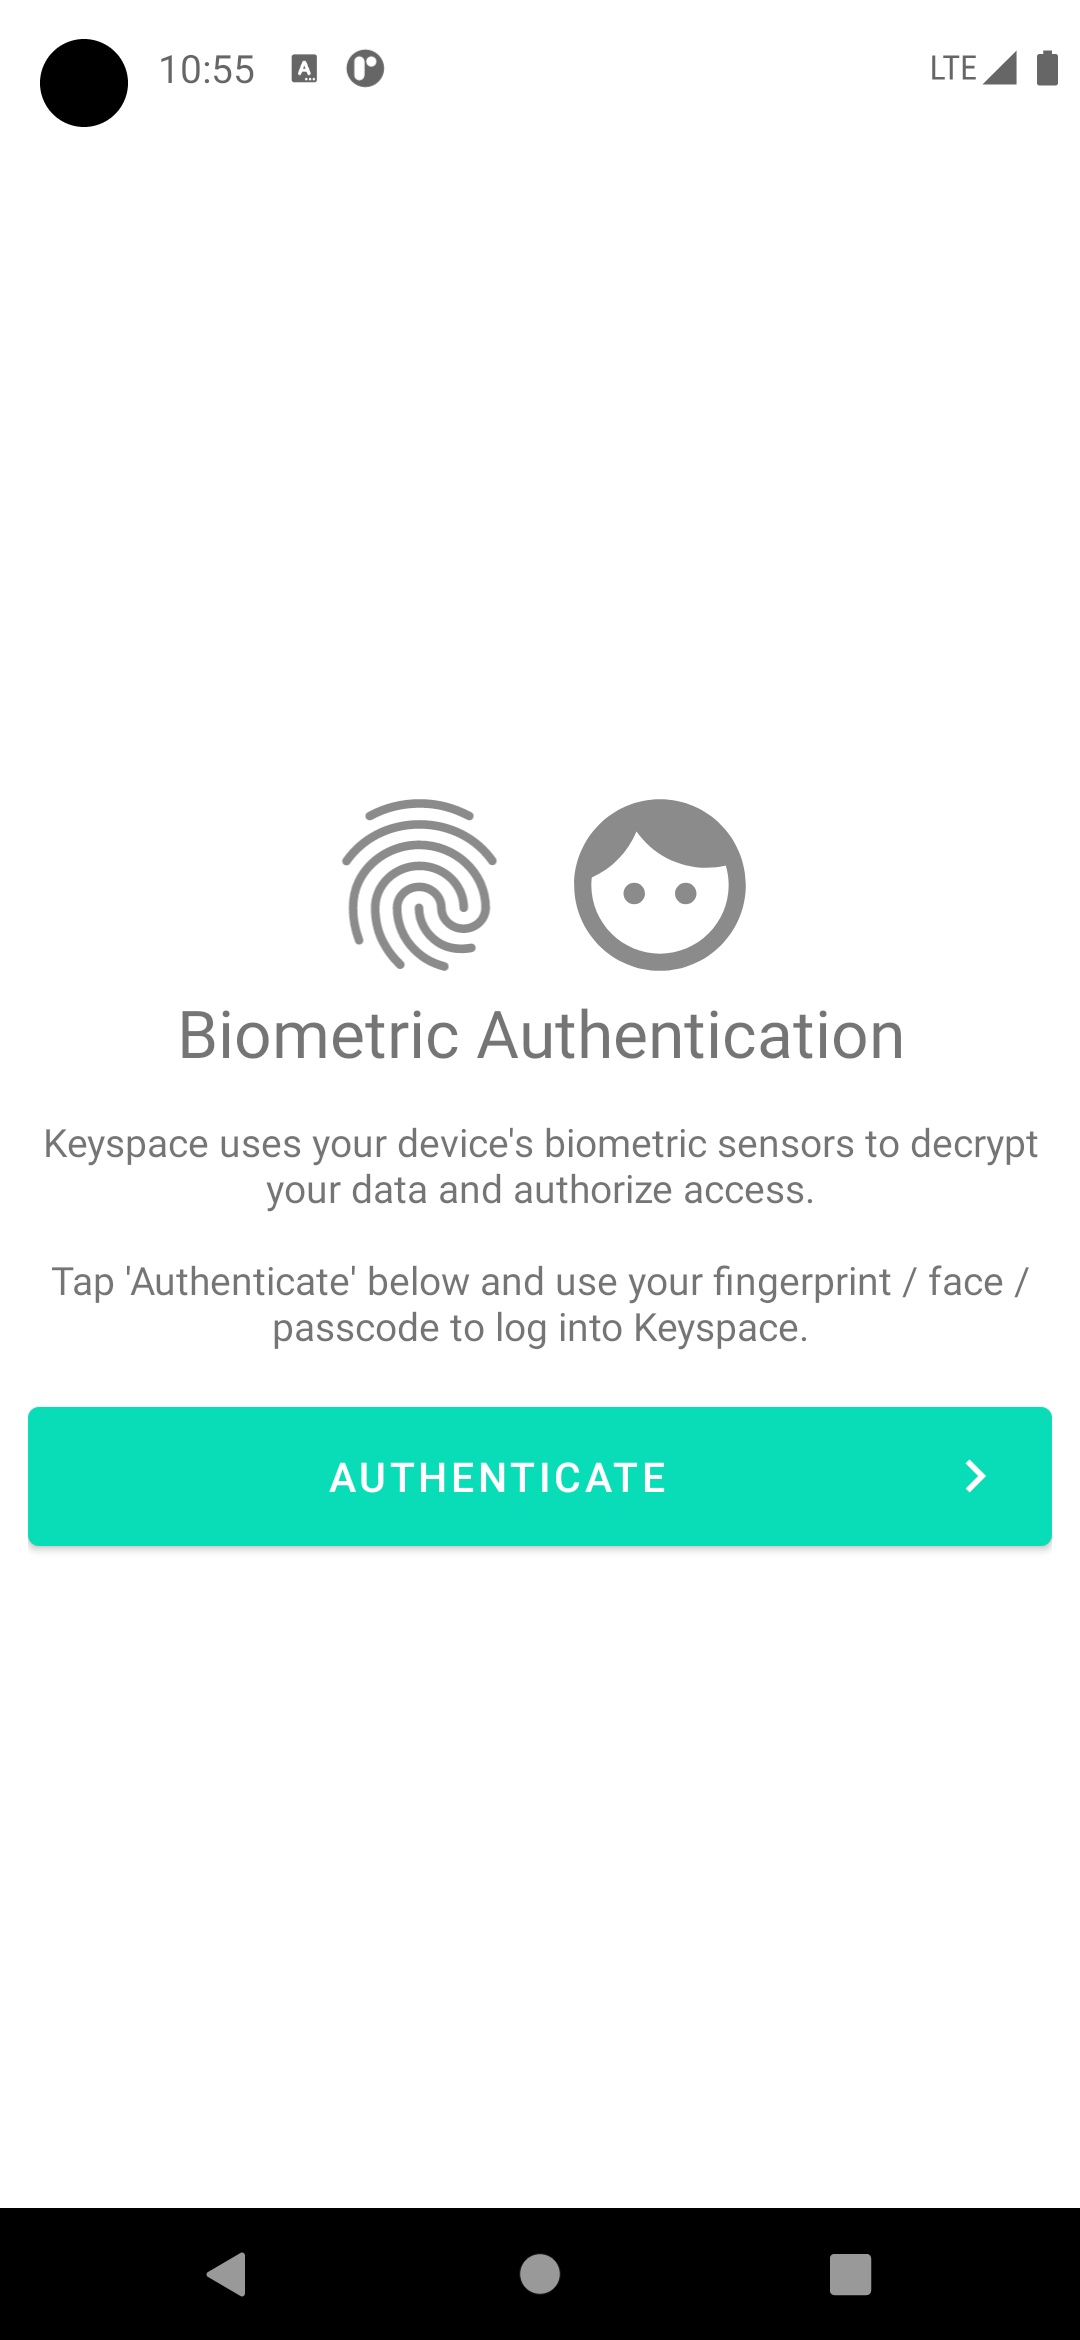 10:55
LTE
Biometric Authentication
Keyspace uses your device's biometric sensors to decrypt
your data and authorize access.
Tap 'Authenticate' below and use your fingerprint / face /
passcode to log into Keyspace.
AUTHENTICATE